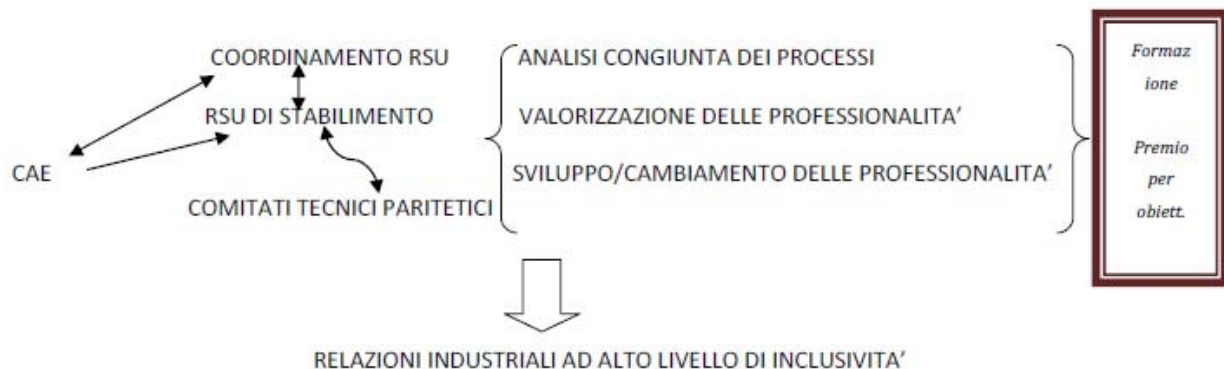 COORDINAMENTO RSU
RSU DI STABILIMENTO
CAE
COMITATI TECNICI PARITETICI
ANALISI CONGIUNTA DEI PROCESSI
VALORIZZAZIONE DELLE PROFESSIONALITA’
SVILUPPO/CAMBIAMENTO DELLE PROFESSIONALITA’
Formaz
ione
Premio
per
obiett.
RELAZIONI INDUSTRIALI AD ALTO LIVELLO DI INCLUSIVITA’